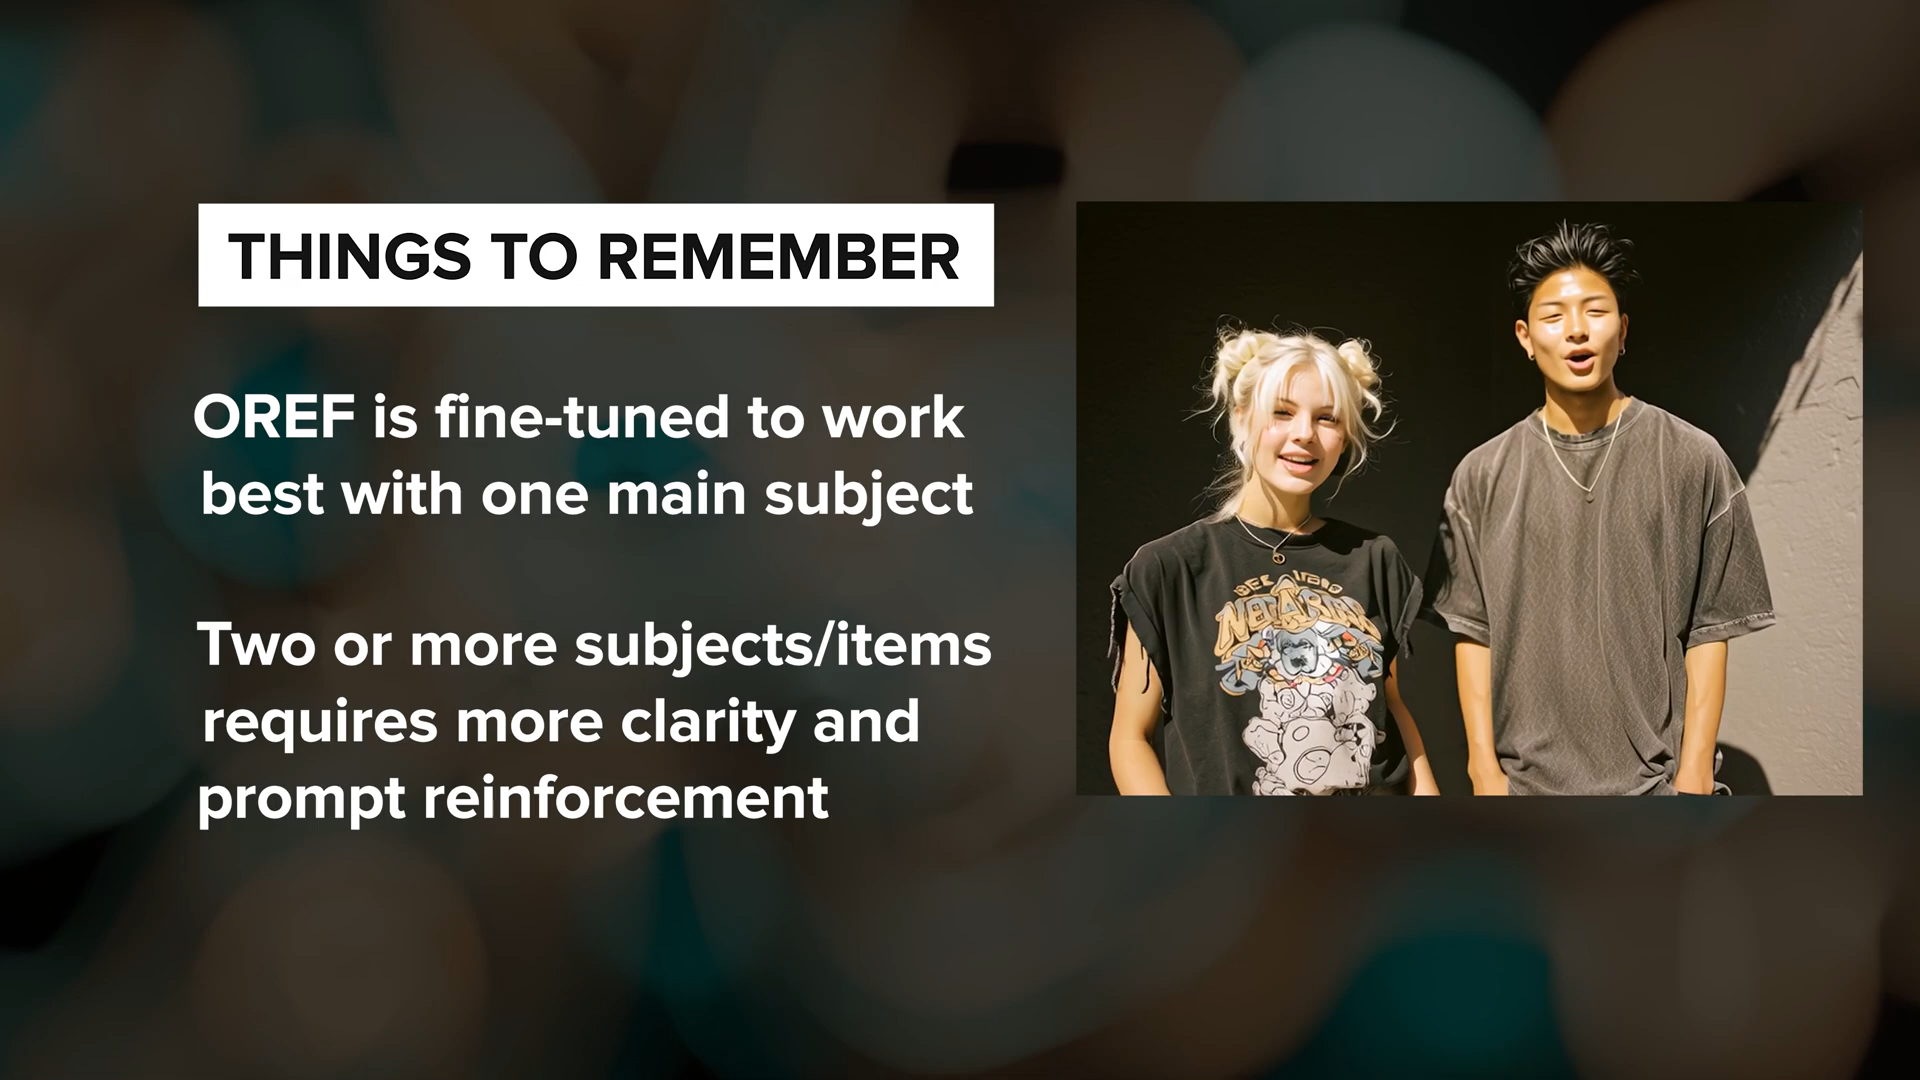 THINGS TO REMEMBER
OREF is fine-tuned to work
best with one main subject
Two or more subjects/items
requires more clarity and
prompt reinforcement